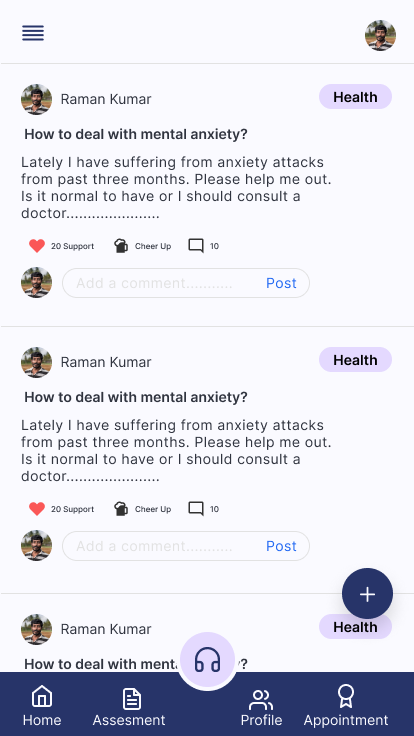 Raman Kumar
Health
How to deal with mental anxiety?
Lately I have suffering from anxiety attacks
from past three months. Please help me out.
Is it normal to have or I should consult a
doctor.......................
20 Support
Cheer Up
10
Add a comment...........
Post
Raman Kumar
Health
How to deal with mental anxiety?
Lately I have suffering from anxiety attacks
from past three months. Please help me out.
Is it normal to have or I should consult a
doctor.......................
20 Support
Cheer Up
10
Add a comment...........
Post
Raman Kumar
Health
How to deal with ment ?
Home
Assesment
Profile
Appointment